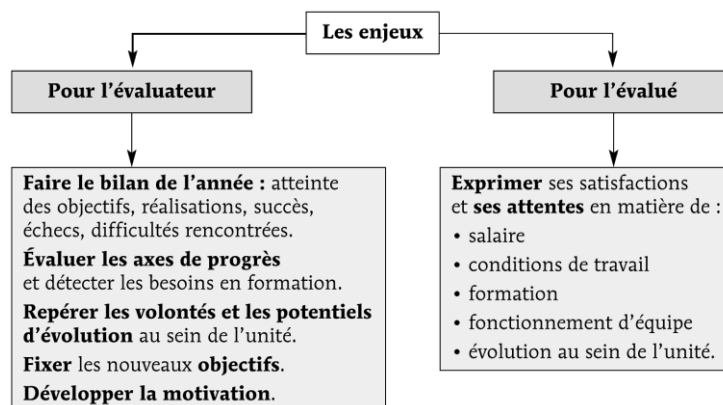 Les enjeux
Pour l'évaluateur
Faire le bilan de l'année : atteinte
des objectifs, réalisations, succès,
échecs, difficultés rencontrées.
Évaluer les axes de progrès
et détecter les besoins en formation.
Repérer les volontés et les potentiels
d'évolution au sein de l'unité.
Fixer les nouveaux objectifs.
Développer la motivation.
Pour l'évalué
Exprimer ses satisfactions
et ses attentes en matière de :
• salaire
• conditions de travail
• formation
• fonctionnement d'équipe
• évolution au sein de l'unité.